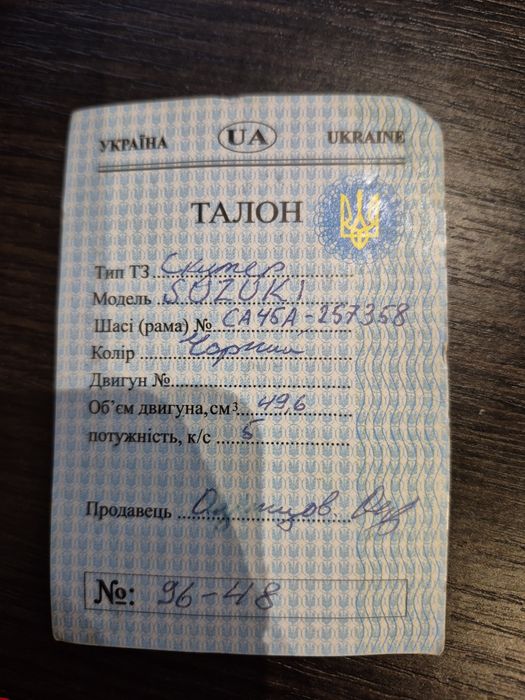 УКРАЇНА UA UKRAINE
ТАЛОН
Тип ТЗ Скутер
Модель SUZUKI
Шасі (рама) № CA45A-257358
Колір Чорний
Двигун №
Об'єм двигуна, см³ 49,6
потужність, к/с 5
Продавець
№: 96-48